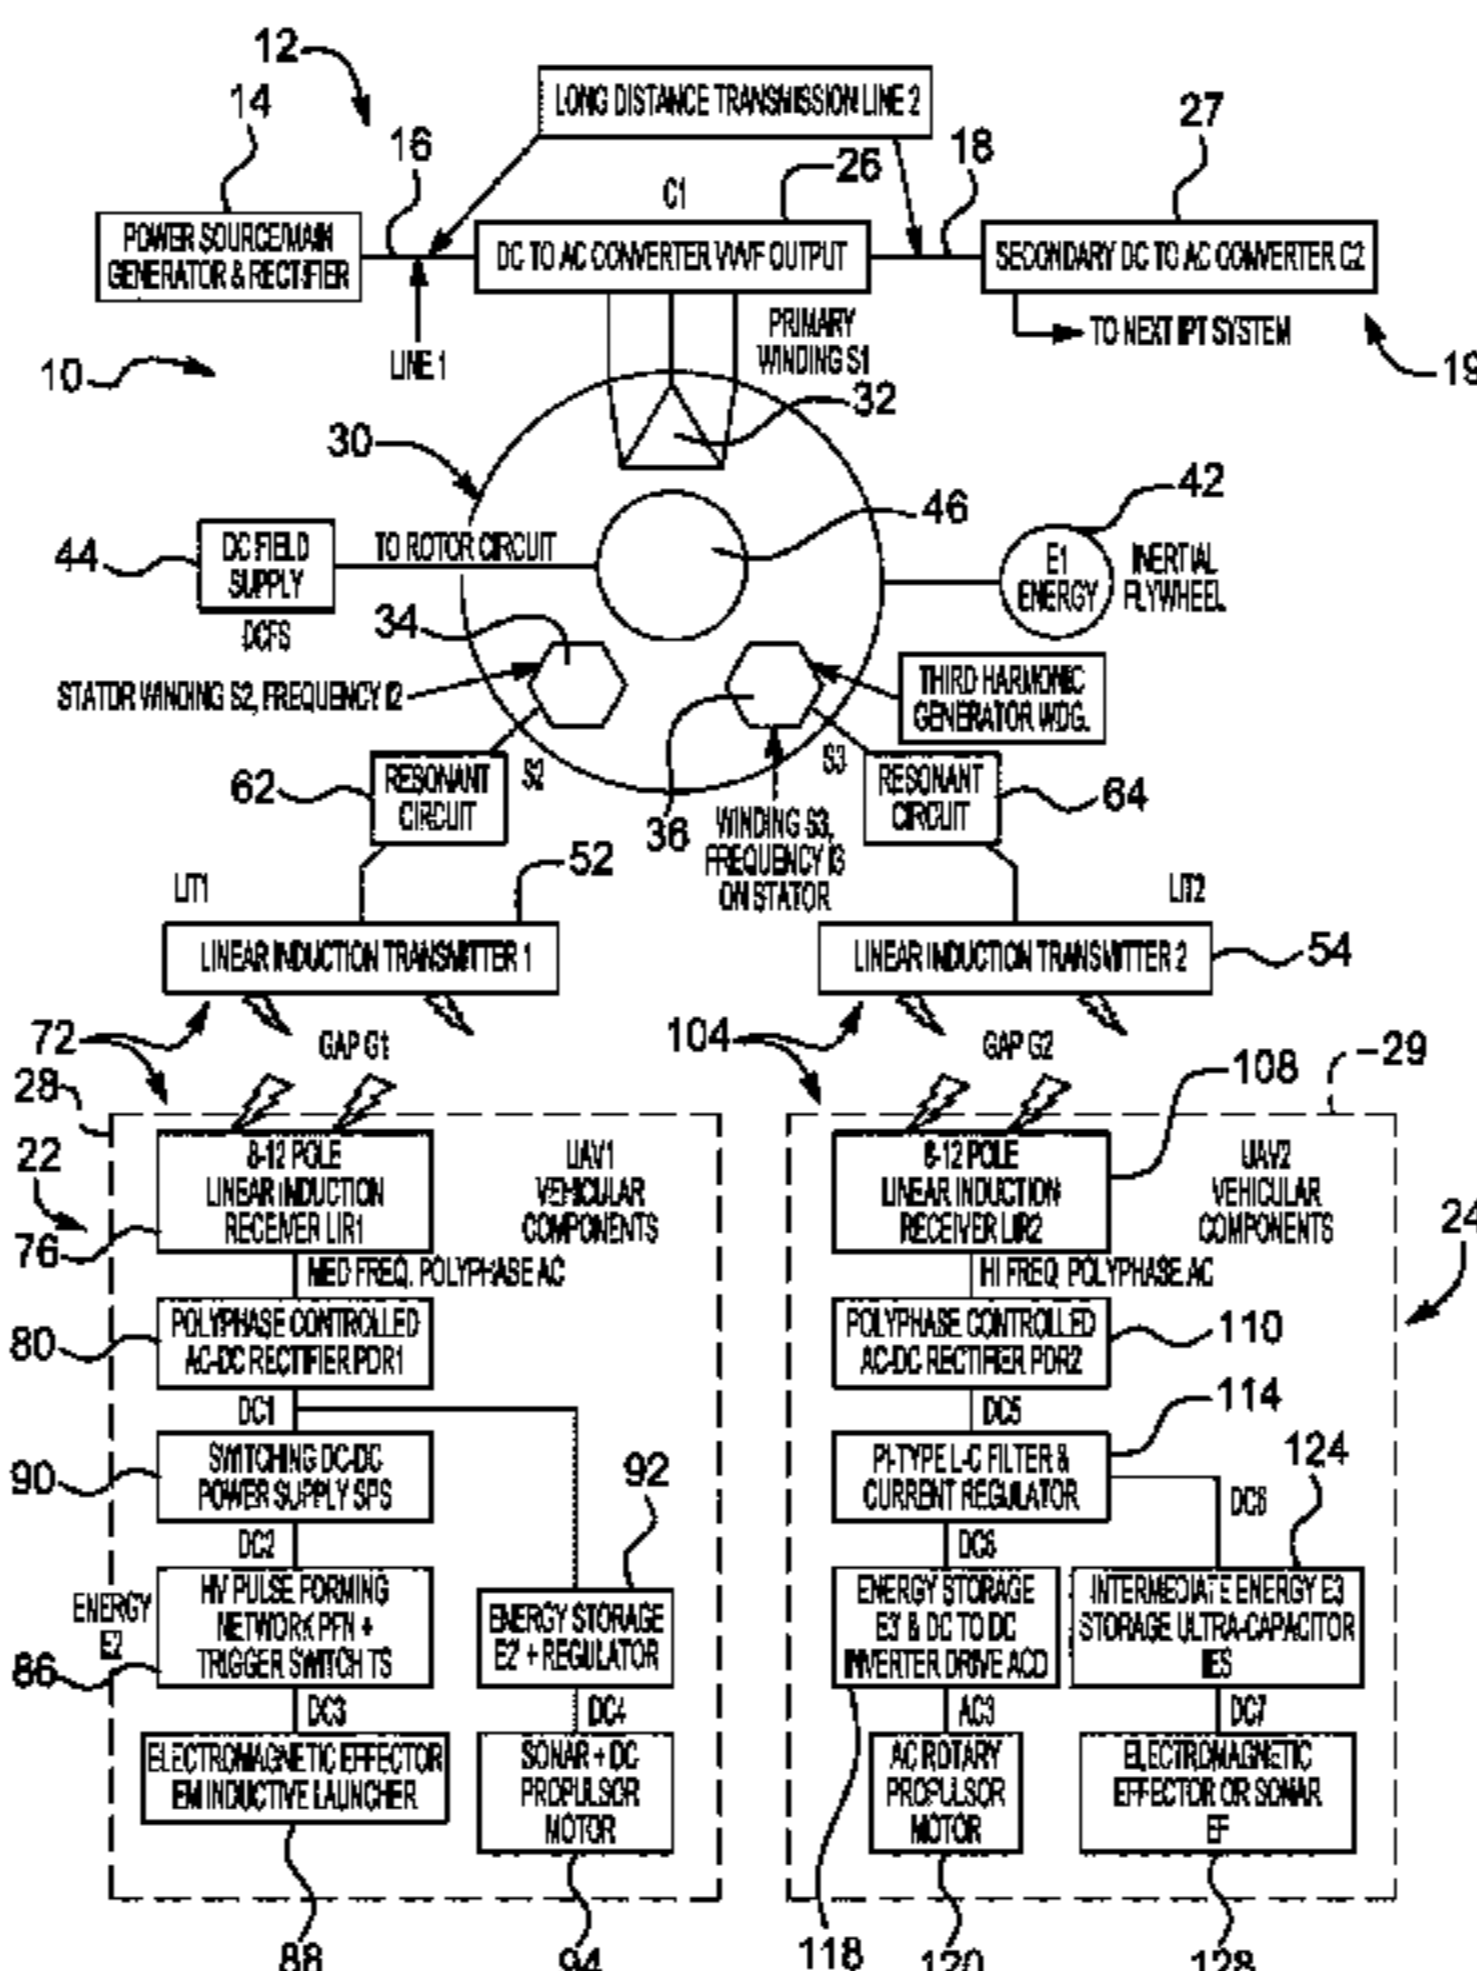 12
LONG DISTANCE TRANSMISSION LINE 2
14
16
27
18
26
C1
POWER SOURCE/MAIN
GENERATOR & RECTIFIER
DC TO AC CONVERTER VVVF OUTPUT
SECONDARY DC TO AC CONVERTER C2
PRIMARY
WINDING S1
TO NEXT IPT SYSTEM
LINE 1
10
19
32
30
42
46
44
DC FIELD
SUPPLY
DCFS
TO ROTOR CIRCUIT
E1
ENERGY
INERTIAL
FLYWHEEL
34
STATOR WINDING S2, FREQUENCY f2
THIRD HARMONIC
GENERATOR WDG.
S2
S3
62
RESONANT
CIRCUIT
36
RESONANT
CIRCUIT
64
WINDING S3,
FREQUENCY f3
ON STATOR
52
LIT1
LIT2
LINEAR INDUCTION TRANSMITTER 1
LINEAR INDUCTION TRANSMITTER 2
54
72
GAP G1
104
GAP G2
29
28
108
22
8-12 POLE
LINEAR INDUCTION
RECEIVER LIR1
UAV1
VEHICULAR
COMPONENTS
8-12 POLE
LINEAR INDUCTION
RECEIVER LIR2
UAV2
VEHICULAR
COMPONENTS
24
76
MED FREQ. POLYPHASE AC
HI FREQ. POLYPHASE AC
80
POLYPHASE CONTROLLED
AC-DC RECTIFIER PDR1
POLYPHASE CONTROLLED
AC-DC RECTIFIER PDR2
110
DC1
DC5
114
90
SWITCHING DC-DC
POWER SUPPLY SPS
92
PI-TYPE L-C FILTER &
CURRENT REGULATOR
124
DC6
DC2
DC6
ENERGY
E2
HV PULSE FORMING
NETWORK PFN +
TRIGGER SWITCH TS
ENERGY STORAGE
E2' + REGULATOR
ENERGY STORAGE
E3' & DC TO DC
INVERTER DRIVE ACD
INTERMEDIATE ENERGY E3
STORAGE ULTRA-CAPACITOR
IES
86
DC3
DC4
AC3
DC7
ELECTROMAGNETIC EFFECTOR
EM INDUCTIVE LAUNCHER
SONAR + DC
PROPULSOR
MOTOR
AC ROTARY
PROPULSOR
MOTOR
ELECTROMAGNETIC
EFFECTOR OR SONAR
EF
88
94
118
120
128